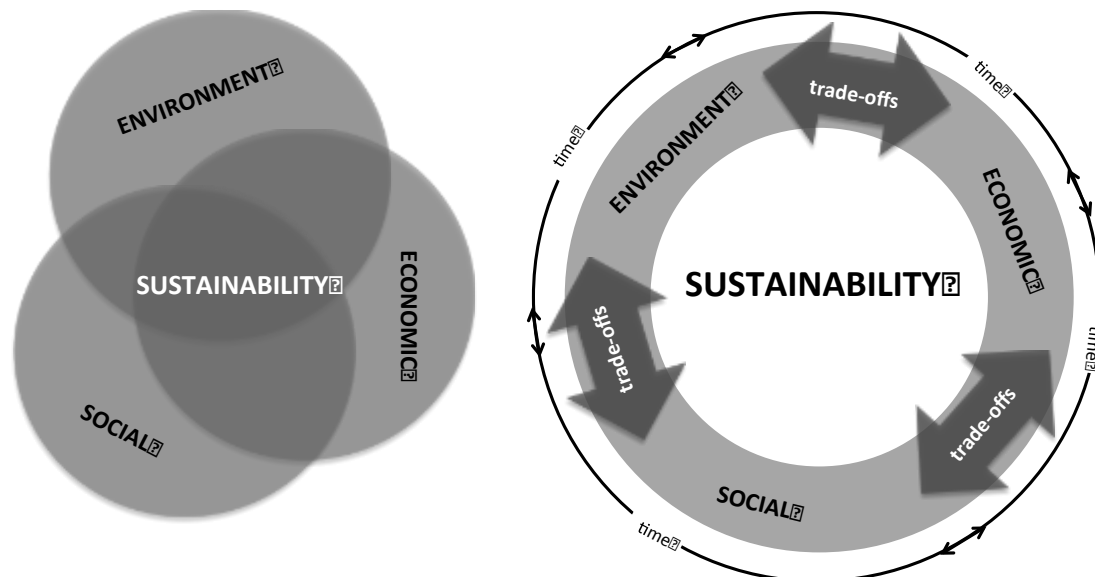 ENVIRONMENT
SUSTAINABILITY
ECONOMIC
SOCIAL
time
trade-offs
time
ENVIRONMENT
ECONOMIC
SUSTAINABILITY
trade-offs
time
trade-offs
SOCIAL
time